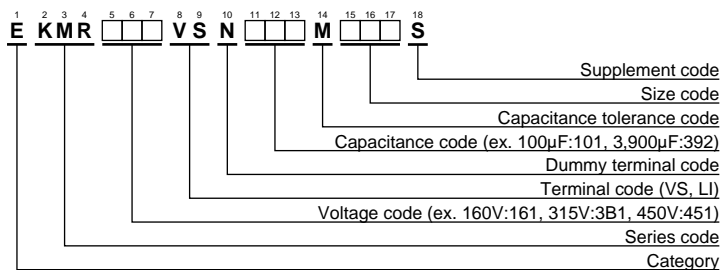 1 2 3 4 5 6 7 8 9 10 11 12 13 14 15 16 17 18
E KMR □□□ VS N □□□ M □□□ S
Supplement code
Size code
Capacitance tolerance code
Capacitance code (ex. 100μF:101, 3,900μF:392)
Dummy terminal code
Terminal code (VS, LI)
Voltage code (ex. 160V:161, 315V:3B1, 450V:451)
Series code
Category